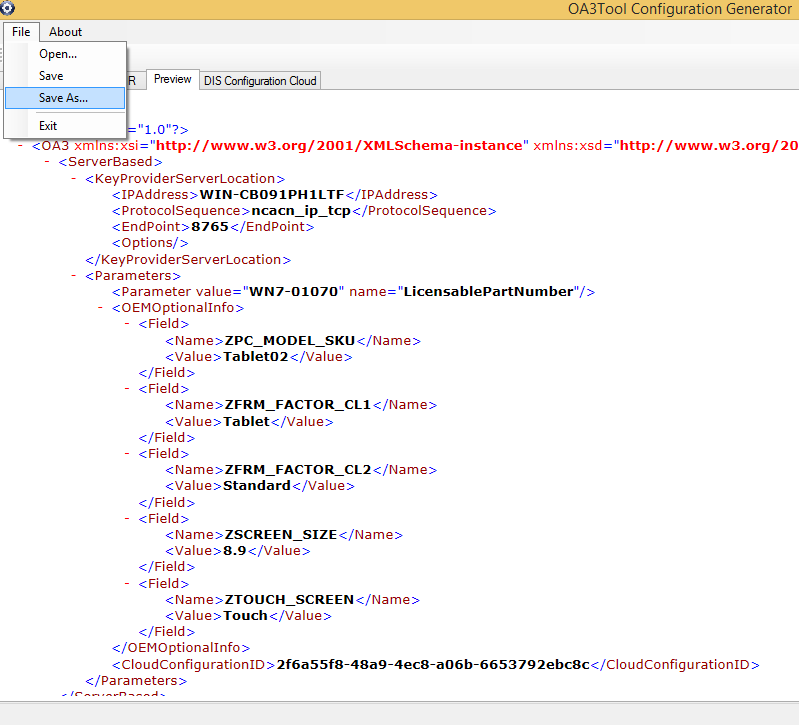 OA3Tool Configuration Generator
File About
Open...
Save
Save As...
Exit
R Preview DIS Configuration Cloud
="1.0"?>
- <OA3 xmlns:xsi="http://www.w3.org/2001/XMLSchema-instance" xmlns:xsd="http://www.w3.org/20
- <ServerBased>
- <KeyProviderServerLocation>
<IPAddress>WIN-CB091PH1LTF</IPAddress>
<ProtocolSequence>ncacn_ip_tcp</ProtocolSequence>
<EndPoint>8765</EndPoint>
<Options/>
</KeyProviderServerLocation>
- <Parameters>
<Parameter value="WN7-01070" name="LicensablePartNumber"/>
- <OEMOptionalInfo>
- <Field>
<Name>ZPC_MODEL_SKU</Name>
<Value>Tablet02</Value>
</Field>
- <Field>
<Name>ZFRM_FACTOR_CL1</Name>
<Value>Tablet</Value>
</Field>
- <Field>
<Name>ZFRM_FACTOR_CL2</Name>
<Value>Standard</Value>
</Field>
- <Field>
<Name>ZSCREEN_SIZE</Name>
<Value>8.9</Value>
</Field>
- <Field>
<Name>ZTOUCH_SCREEN</Name>
<Value>Touch</Value>
</Field>
</OEMOptionalInfo>
<CloudConfigurationID>2f6a55f8-48a9-4ec8-a06b-6653792ebc8c</CloudConfigurationID>
</Parameters>
</ServerBased>